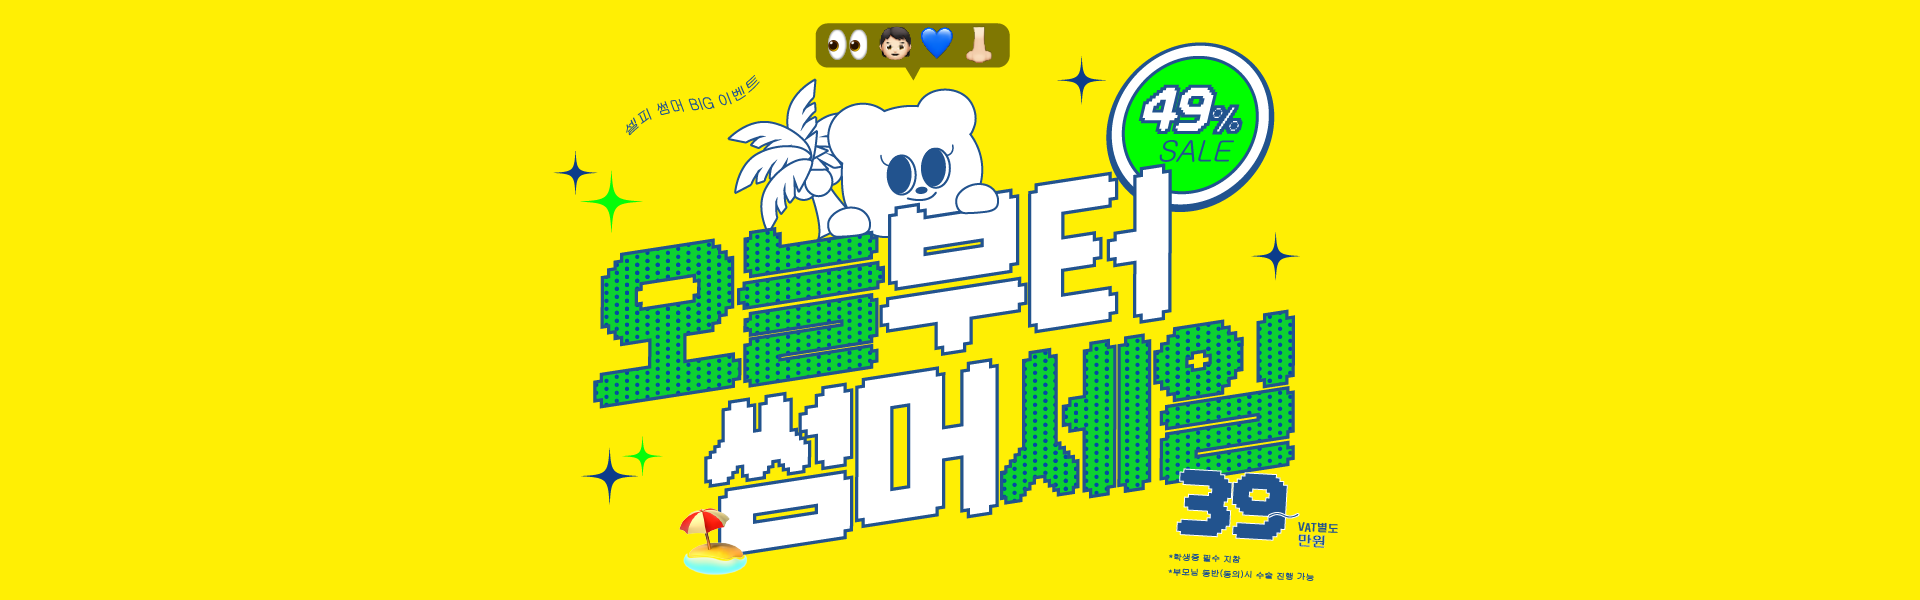 셀피 썸머 BIG 이벤트
49%
SALE
오늘부터
썸머세일
39~
VAT별도
만원
*학생증 필수 지참
*부모님 동반(동의)시 수술 진행 가능